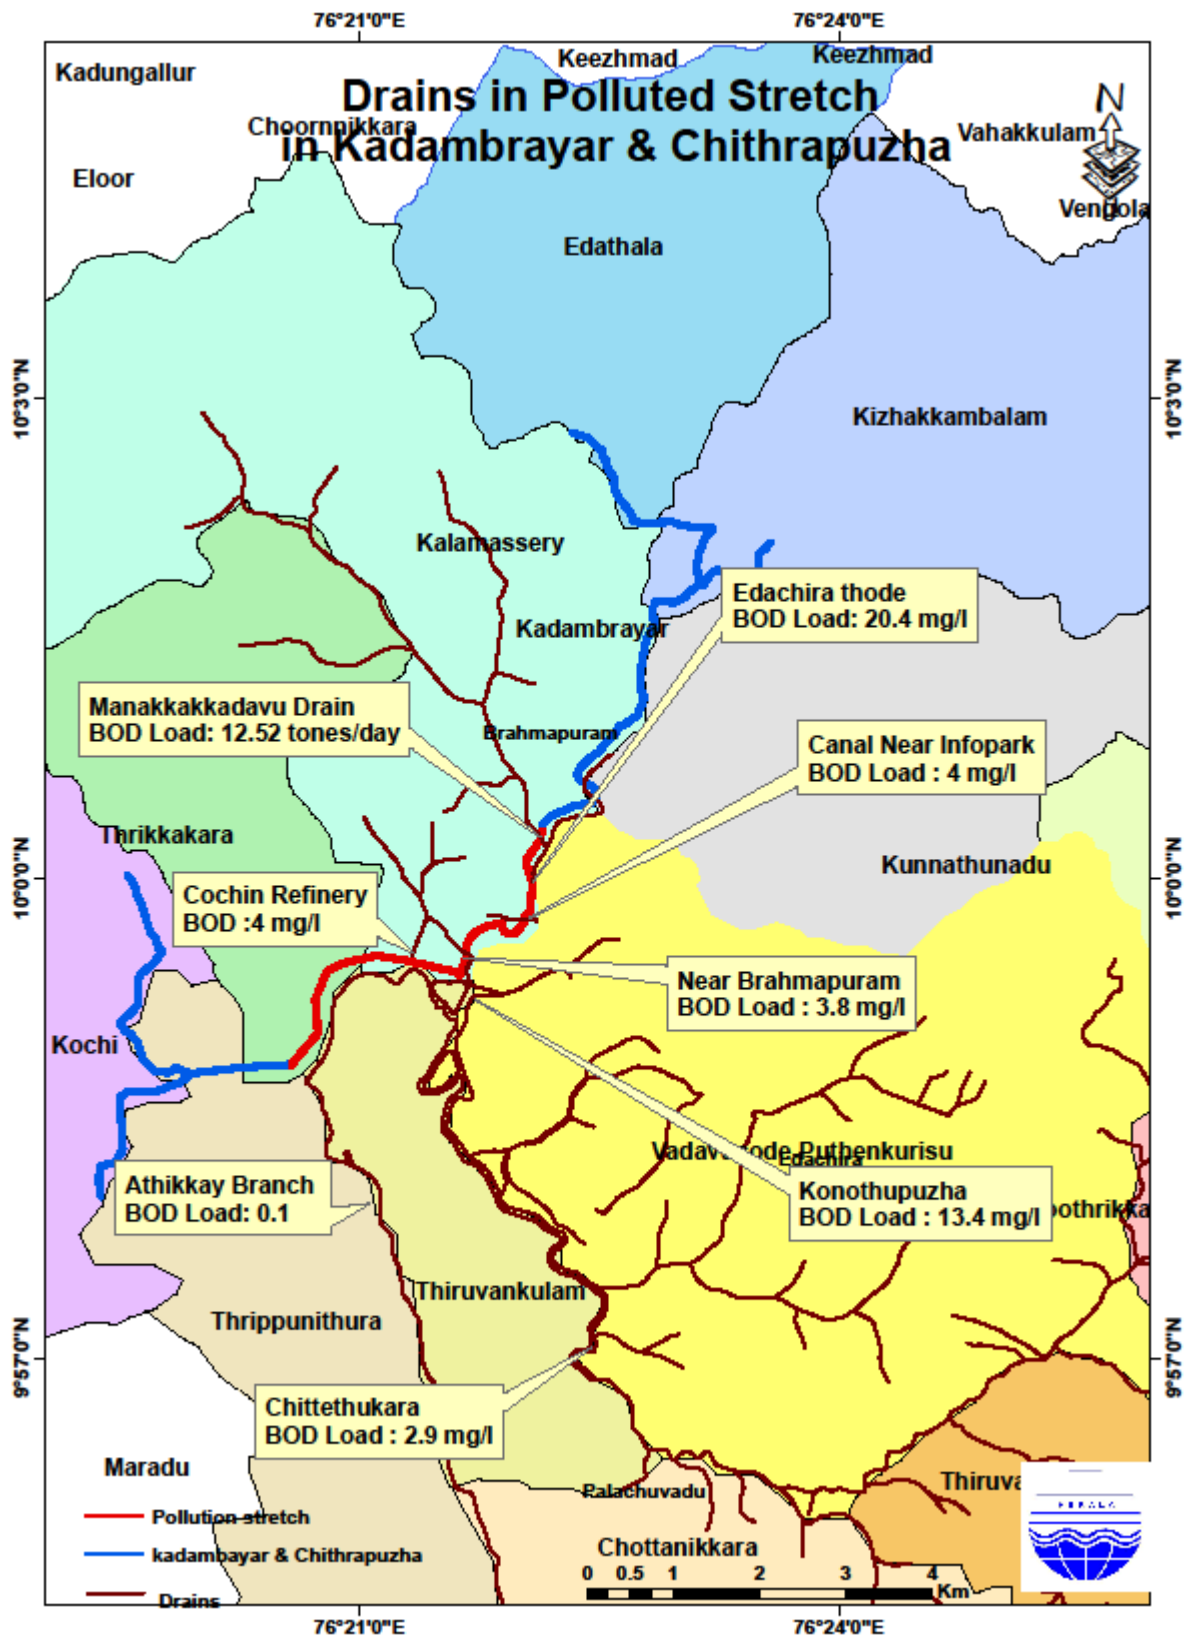 76°21'0"E
76°24'0"E
Kadungallur
Keezhmad
Keezhmad
Drains in Polluted Stretch
in Kadambrayar & Chithrapuzha
Choornnikkara
N
Vahakkulam
Eloor
Vengola
Edathala
10°3'0"N
10°3'0"N
Kizhakkambalam
Kalamassery
Edachira thode
BOD Load: 20.4 mg/l
Kadambrayar
Manakkakkadavu Drain
BOD Load: 12.52 tones/day
Brahmapuram
Canal Near Infopark
BOD Load : 4 mg/l
Thrikkakara
Kunnathunadu
10°0'0"N
10°0'0"N
Cochin Refinery
BOD :4 mg/l
Near Brahmapuram
BOD Load : 3.8 mg/l
Kochi
Vadavucode-Puthenkurisu
Edachira
Athikkay Branch
BOD Load: 0.1
Konothupuzha
BOD Load : 13.4 mg/l
oothrikka
Thiruvankulam
Thrippunithura
9°57'0"N
9°57'0"N
Chittethukara
BOD Load : 2.9 mg/l
Maradu
Palachuvadu
Thiruva
KERALA
Pollution stretch
kadambayar & Chithrapuzha
Drains
Chottanikkara
0 0.5 1 2 3 4
Km
76°21'0"E
76°24'0"E